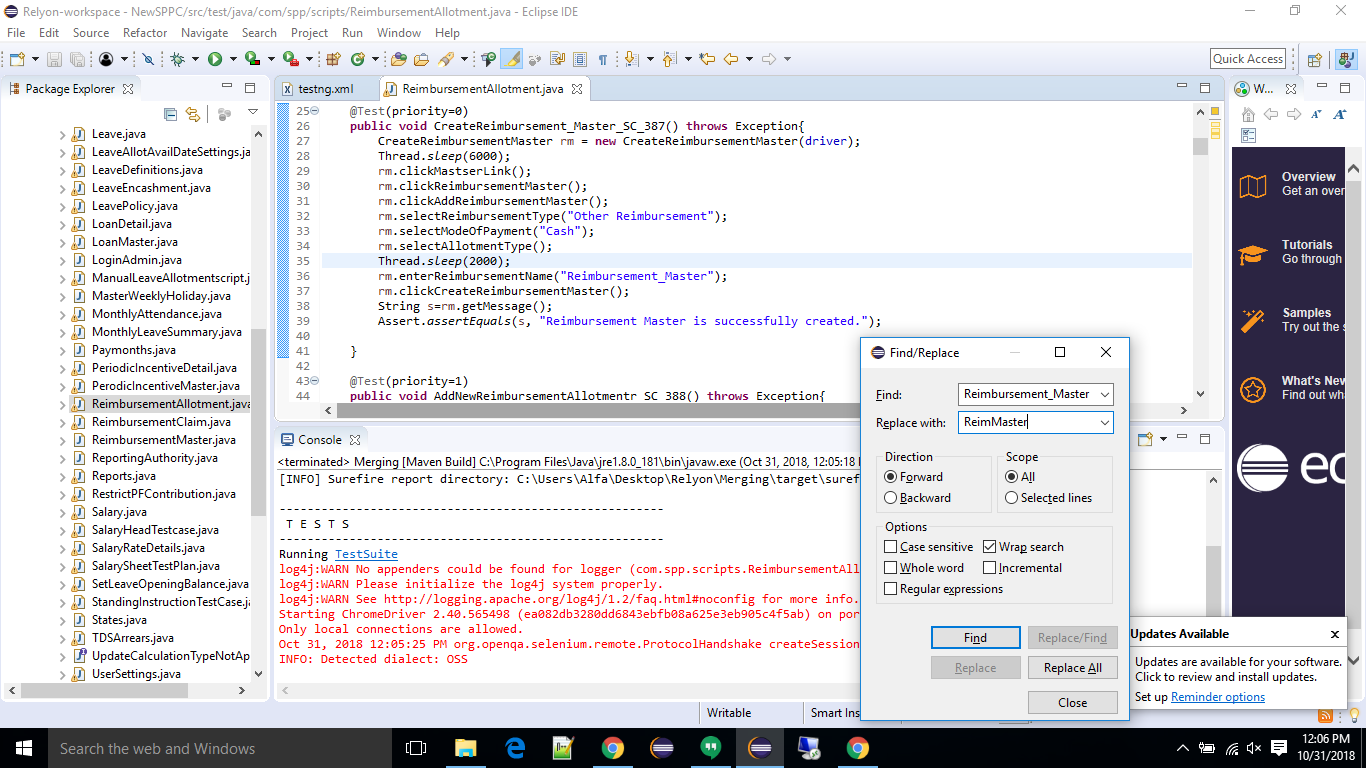 Relyon-workspace - NewSPPC/src/test/java/com/spp/scripts/ReimbursementAllotment.java - Eclipse IDE
File Edit Source Refactor Navigate Search Project Run Window Help
Quick Access
Package Explorer
Leave.java
LeaveAllotAvailDateSettings.ja
LeaveDefinitions.java
LeaveEncashment.java
LeavePolicy.java
LoanDetail.java
LoanMaster.java
LoginAdmin.java
ManualLeaveAllotmentscript.j
MasterWeeklyHoliday.java
MonthlyAttendance.java
MonthlyLeaveSummary.java
Paymonths.java
PeriodicIncentiveDetail.java
PerodicIncentiveMaster.java
ReimbursementAllotment.java
ReimbursementClaim.java
ReimbursementMaster.java
ReportingAuthority.java
Reports.java
RestrictPFContribution.java
Salary.java
SalaryHeadTestcase.java
SalaryRateDetails.java
SalarySheetTestPlan.java
SetLeaveOpeningBalance.java
StandingInstructionTestCase.ja
States.java
TDSArrears.java
UpdateCalculationTypeNotAp
UserSettings.java
testng.xml ReimbursementAllotment.java
25 @Test(priority=0)
26 public void CreateReimbursement_Master_SC_387() throws Exception{
27 CreateReimbursementMaster rm = new CreateReimbursementMaster(driver);
28 Thread.sleep(6000);
29 rm.clickMastserLink();
30 rm.clickReimbursementMaster();
31 rm.clickAddReimbursementMaster();
32 rm.selectReimbursementType("Other Reimbursement");
33 rm.selectModeOfPayment("Cash");
34 rm.selectAllotmentType();
35 Thread.sleep(2000);
36 rm.enterReimbursementName("Reimbursement_Master");
37 rm.clickCreateReimbursementMaster();
38 String s=rm.getMessage();
39 Assert.assertEquals(s, "Reimbursement Master is successfully created.");
40
41 }
42
43 @Test(priority=1)
44 public void AddNewReimbursementAllotmentr_SC_388() throws Exception{
Console
<terminated> Merging [Maven Build] C:\Program Files\Java\jre1.8.0_181\bin\javaw.exe (Oct 31, 2018, 12:05:18
[INFO] Surefire report directory: C:\Users\Alfa\Desktop\Relyon\Merging\target\suref
-------------------------------------------------------
T E S T S
-------------------------------------------------------
Running TestSuite
log4j:WARN No appenders could be found for logger (com.spp.scripts.ReimbursementAll
log4j:WARN Please initialize the log4j system properly.
log4j:WARN See http://logging.apache.org/log4j/1.2/faq.html#noconfig for more info.
Starting ChromeDriver 2.40.565498 (ea082db3280dd6843ebfb08a625e3eb905c4f5ab) on por
Only local connections are allowed.
Oct 31, 2018 12:05:25 PM org.openqa.selenium.remote.ProtocolHandshake createSession
INFO: Detected dialect: OSS
Writable Smart Ins
Find/Replace
Find: Reimbursement_Master
Replace with: ReimMaster
Direction
Forward
Backward
Scope
All
Selected lines
Options
Case sensitive Wrap search
Whole word Incremental
Regular expressions
Find Replace/Find
Replace Replace All
Close
W...
Overview
Get an over
Tutorials
Go through
Samples
Try out the s
What's New
Find out wha
ec
Updates Available
Updates are available for your software.
Click to review and install updates.
Set up Reminder options
Search the web and Windows
12:06 PM
10/31/2018